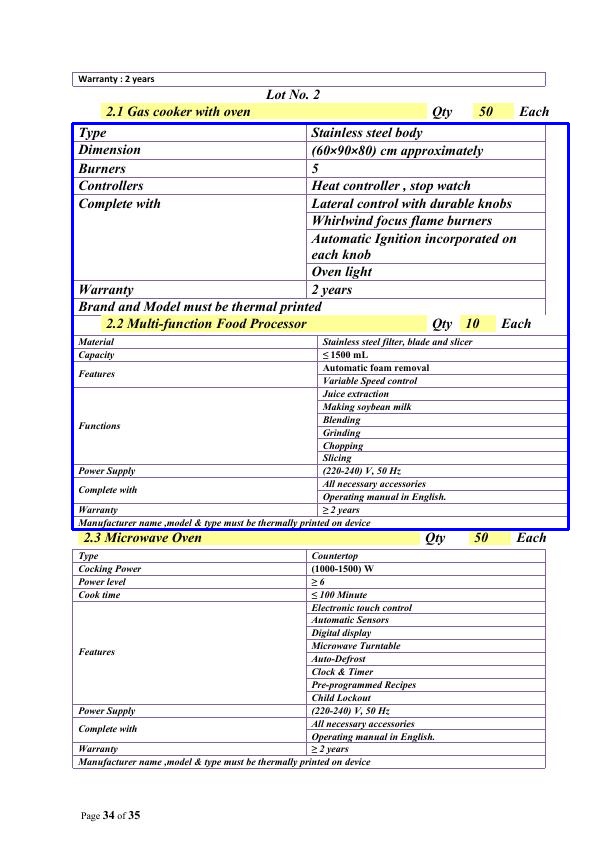 Warranty : 2 years
Lot No. 2
2.1 Gas cooker with oven Qty 50 Each
Type Stainless steel body
Dimension (60×90×80) cm approximately
Burners 5
Controllers Heat controller , stop watch
Complete with Lateral control with durable knobs
Whirlwind focus flame burners
Automatic Ignition incorporated on
each knob
Oven light
Warranty 2 years
Brand and Model must be thermal printed
2.2 Multi-function Food Processor Qty 10 Each
Material Stainless steel filter, blade and slicer
Capacity ≤ 1500 mL
Features Automatic foam removal
Variable Speed control
Functions Juice extraction
Making soybean milk
Blending
Grinding
Chopping
Slicing
Power Supply (220-240) V, 50 Hz
Complete with All necessary accessories
Operating manual in English.
Warranty ≥ 2 years
Manufacturer name ,model & type must be thermally printed on device
2.3 Microwave Oven Qty 50 Each
Type Countertop
Cocking Power (1000-1500) W
Power level ≥ 6
Cook time ≤ 100 Minute
Features Electronic touch control
Automatic Sensors
Digital display
Microwave Turntable
Auto-Defrost
Clock & Timer
Pre-programmed Recipes
Child Lockout
Power Supply (220-240) V, 50 Hz
Complete with All necessary accessories
Operating manual in English.
Warranty ≥ 2 years
Manufacturer name ,model & type must be thermally printed on device
Page 34 of 35